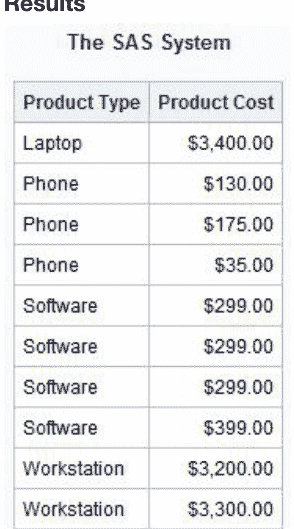 Results
The SAS System
Product Type Product Cost
Laptop $3,400.00
Phone $130.00
Phone $175.00
Phone $35.00
Software $299.00
Software $299.00
Software $299.00
Software $399.00
Workstation $3,200.00
Workstation $3,300.00